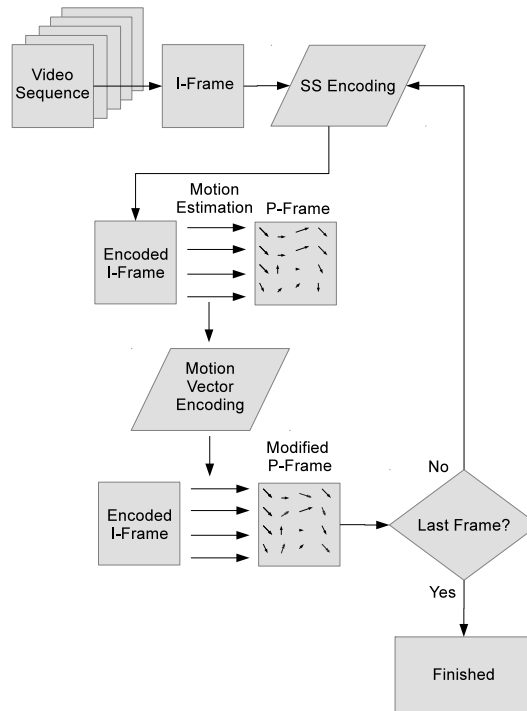 Video
Sequence
I-Frame
SS Encoding
Motion
Estimation
P-Frame
Encoded
I-Frame
Motion
Vector
Encoding
Modified
P-Frame
Encoded
I-Frame
No
Last Frame?
Yes
Finished